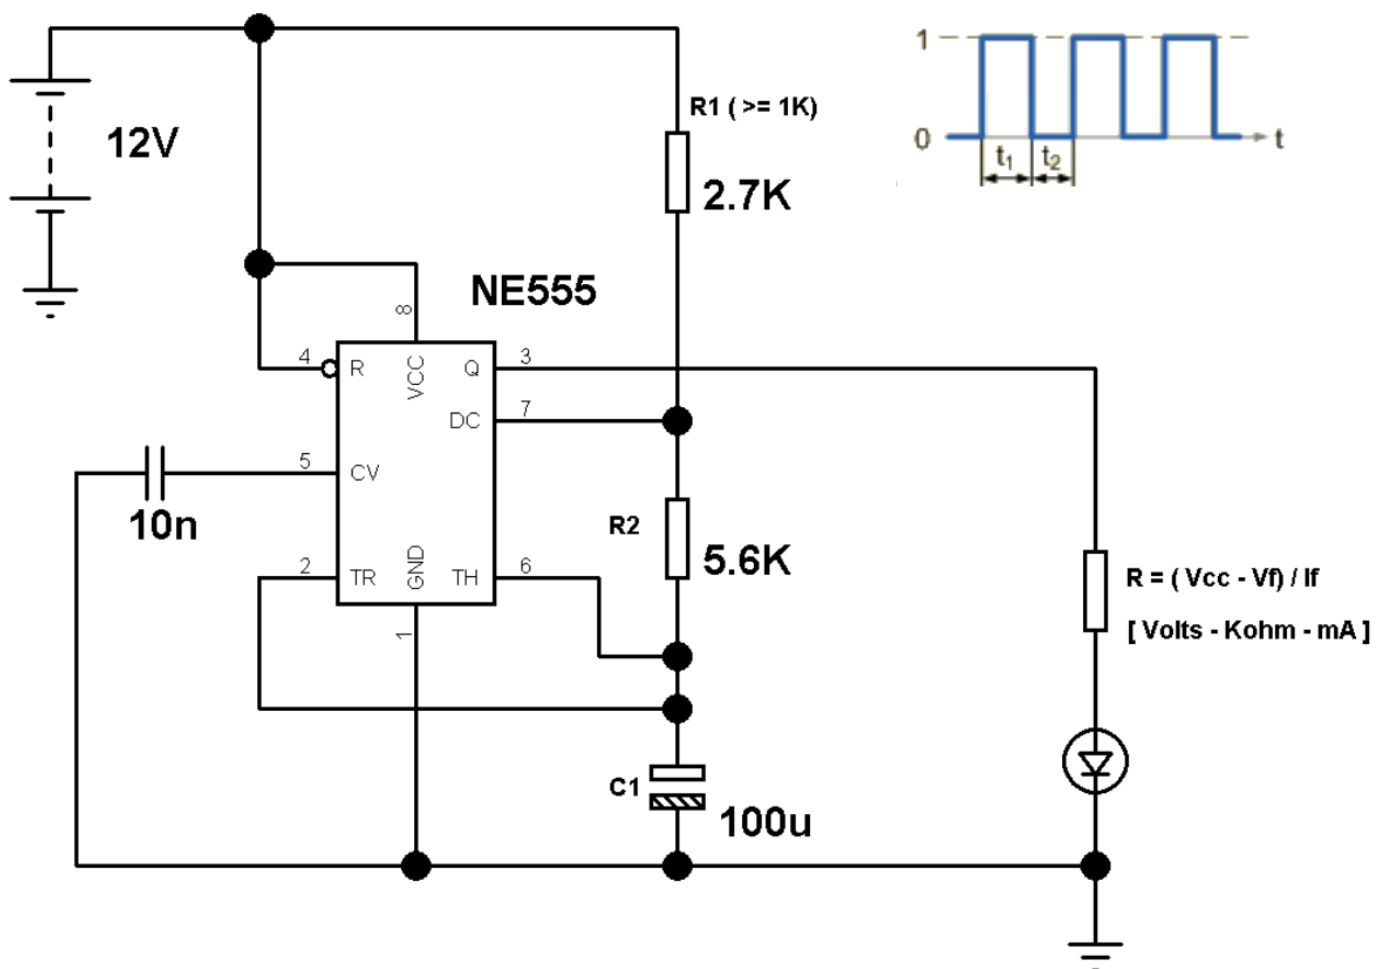 1
0
t
t1 t2
12V
R1 ( >= 1K)
2.7K
NE555
8
4
R
VCC
Q
3
DC
7
5
CV
10n
R2
5.6K
2
TR
GND
TH
6
1
R = ( Vcc - Vf) / If
[ Volts - Kohm - mA ]
C1
100u